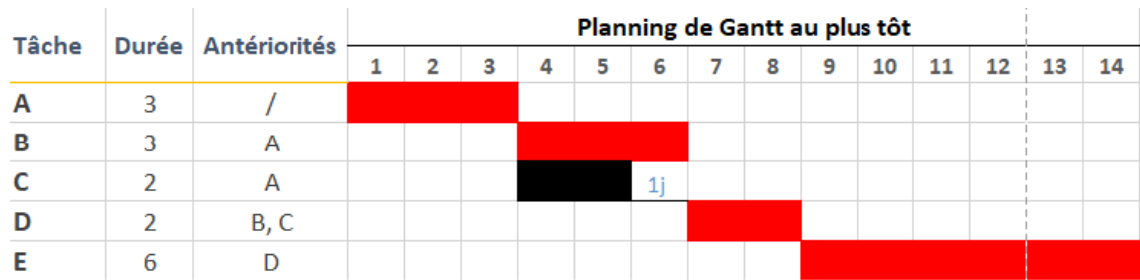 Tâche Durée Antériorités Planning de Gantt au plus tôt
1 2 3 4 5 6 7 8 9 10 11 12 13 14
A 3 /
B 3 A
C 2 A 1j
D 2 B, C
E 6 D